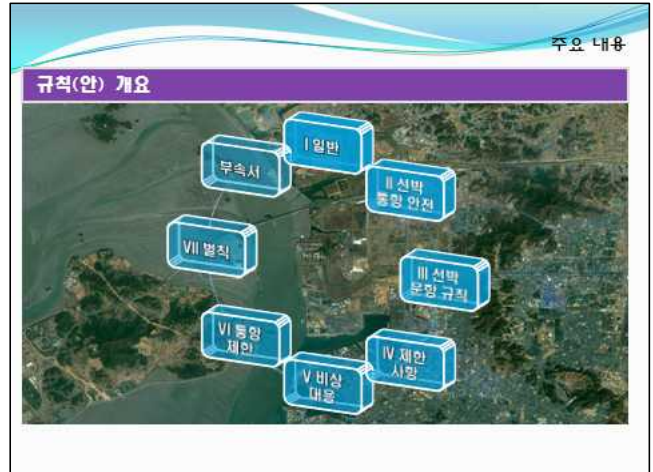 주요 내용
규칙(안) 개요
I 일반
II 선박
통항 안전
III 선박
운항 규칙
IV 제한
사항
V 비상
대응
VI 통항
제한
VII 벌칙
부속서